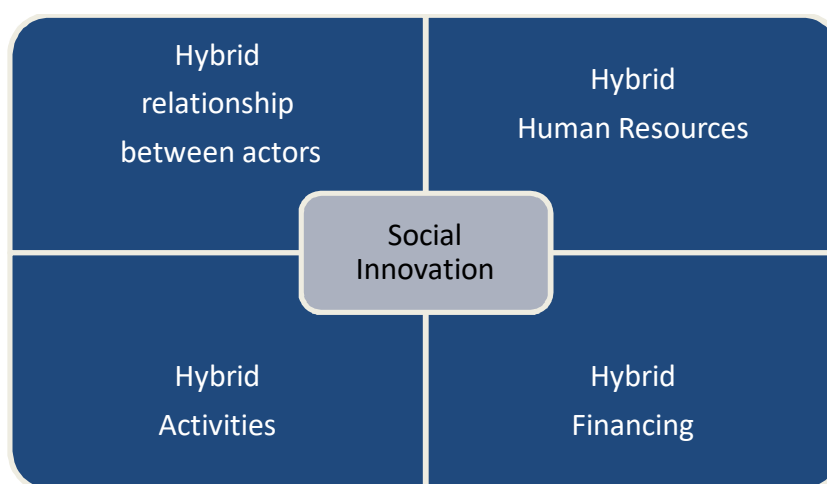 Hybrid
relationship
between actors
Hybrid
Human Resources
Social
Innovation
Hybrid
Activities
Hybrid
Financing